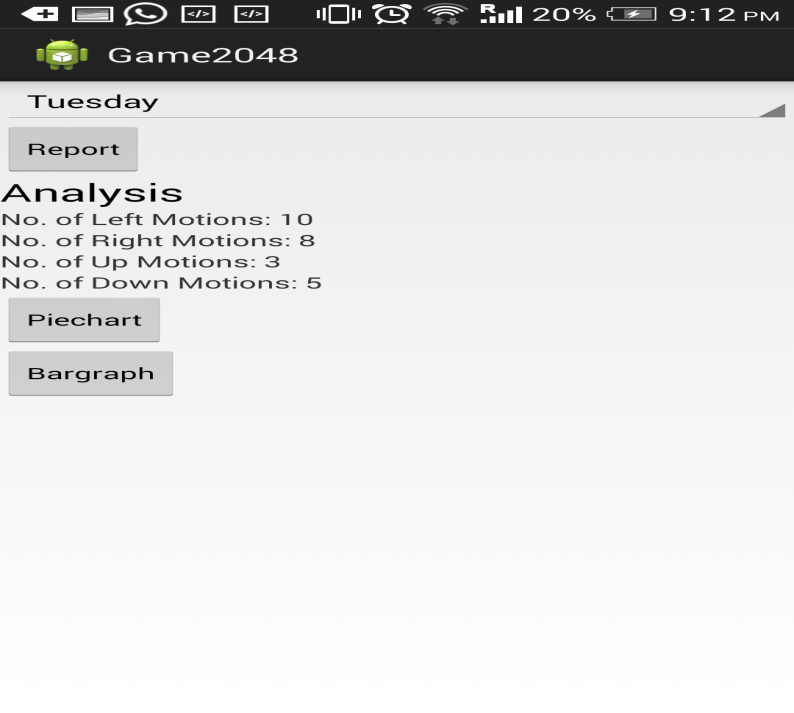 </> </> R 20% 9:12 PM
Game2048
Tuesday
Report
Analysis
No. of Left Motions: 10
No. of Right Motions: 8
No. of Up Motions: 3
No. of Down Motions: 5
Piechart
Bargraph